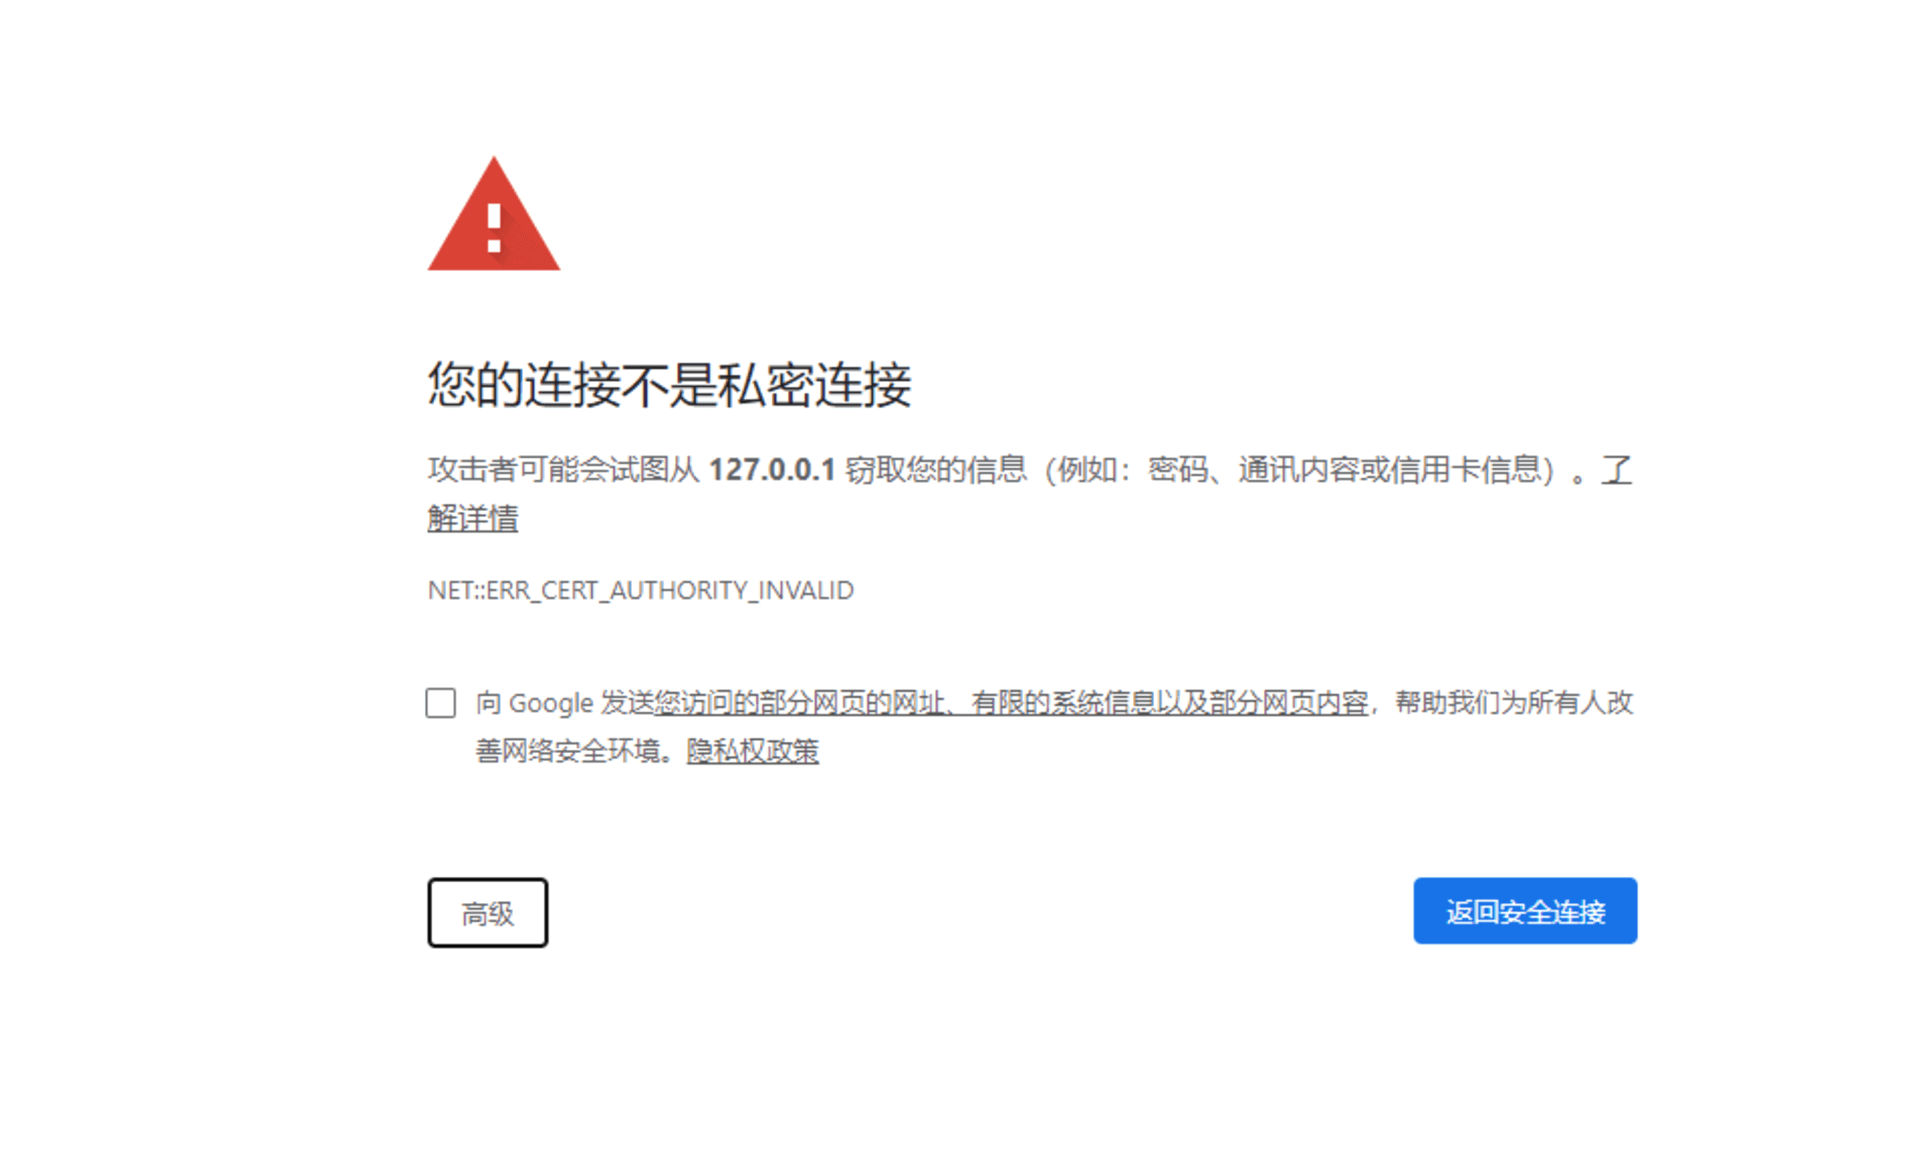 您的连接不是私密连接
攻击者可能会试图从 127.0.0.1 窃取您的信息（例如：密码、通讯内容或信用卡信息）。了
解详情
NET::ERR_CERT_AUTHORITY_INVALID
向 Google 发送您访问的部分网页的网址、有限的系统信息以及部分网页内容，帮助我们为所有人改
善网络安全环境。隐私权政策
高级
返回安全连接